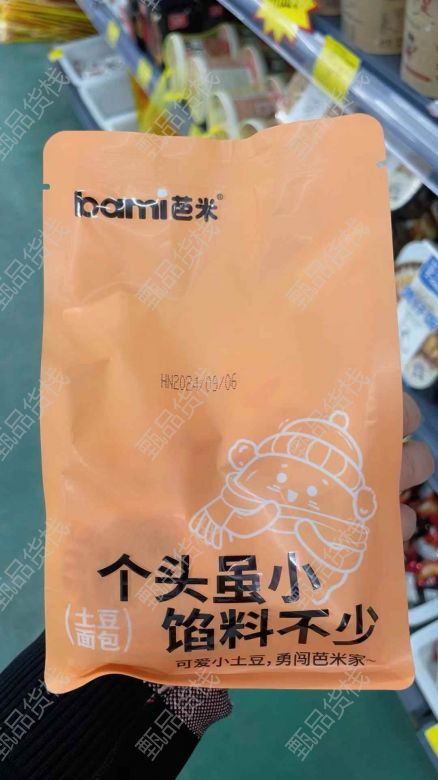 bami芭米®
HN2024/09/06
个头虽小
(土豆面包)
馅料不少
可爱小土豆,勇闯芭米家~
甄品货栈